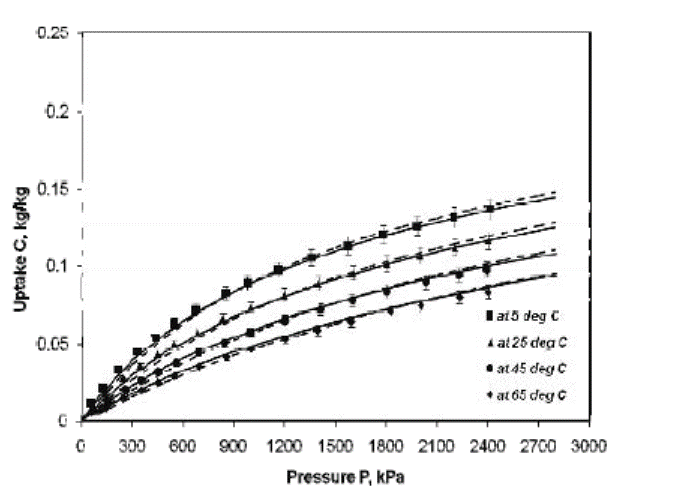 0.25
0.2
0.15
0.1
0.05
0
Uptake C, kg/kg
at 5 deg C
at 25 deg C
at 45 deg C
at 65 deg C
0 300 600 900 1200 1500 1800 2100 2400 2700 3000
Pressure P, kPa